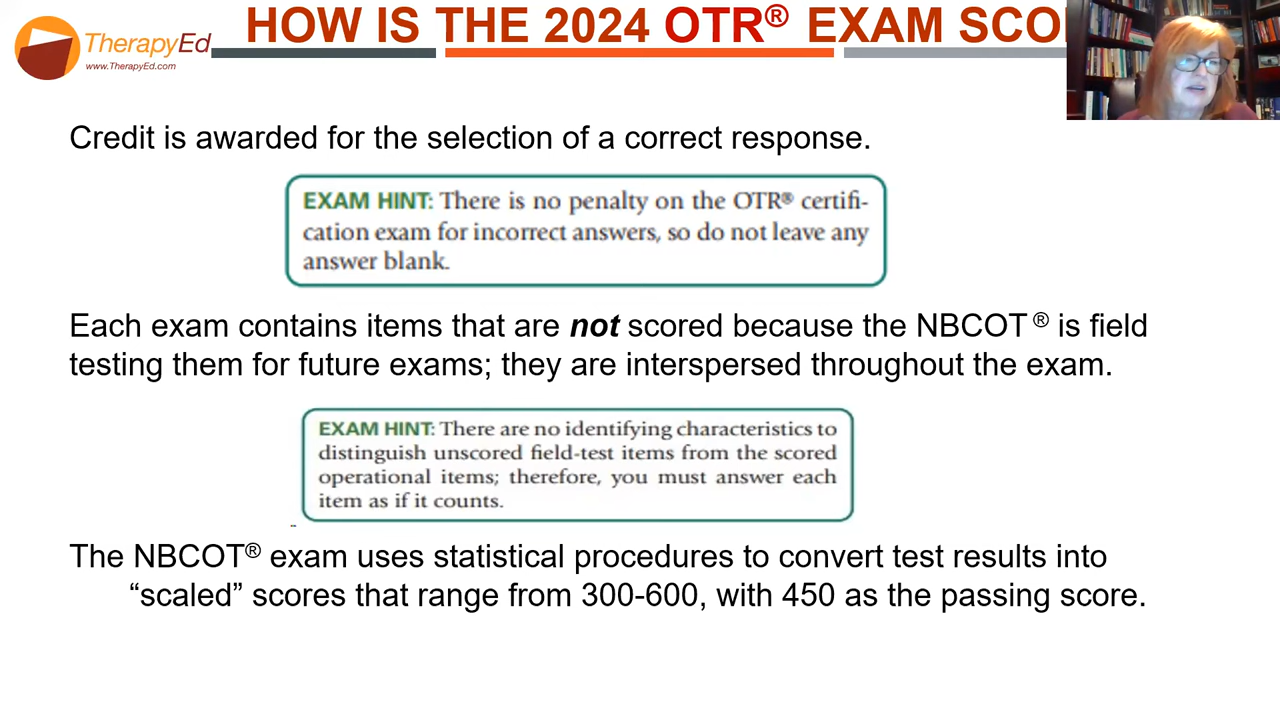 HOW IS THE 2024 OTR® EXAM SCO
TherapyEd
www.TherapyEd.com
Credit is awarded for the selection of a correct response.
EXAM HINT: There is no penalty on the OTR® certifi-
cation exam for incorrect answers, so do not leave any
answer blank.
Each exam contains items that are not scored because the NBCOT ® is field
testing them for future exams; they are interspersed throughout the exam.
EXAM HINT: There are no identifying characteristics to
distinguish unscored field-test items from the scored
operational items; therefore, you must answer each
item as if it counts.
The NBCOT® exam uses statistical procedures to convert test results into
“scaled” scores that range from 300-600, with 450 as the passing score.